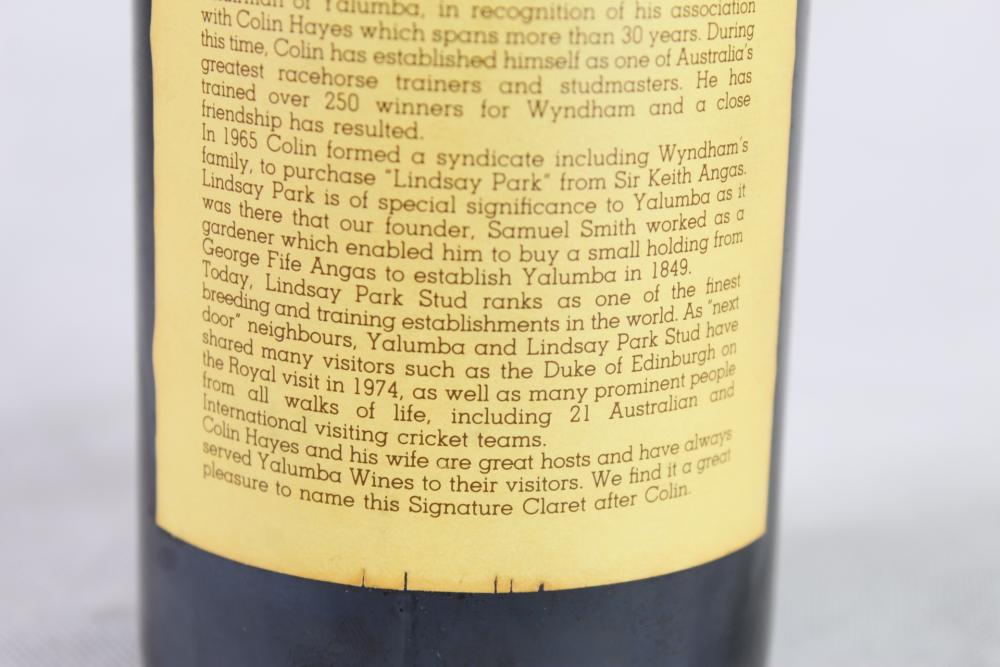 Chairman of Yalumba, in recognition of his association
with Colin Hayes which spans more than 30 years. During
this time, Colin has established himself as one of Australia's
greatest racehorse trainers and studmasters. He has
trained over 250 winners for Wyndham and a close
friendship has resulted.
In 1965 Colin formed a syndicate including Wyndham's
family, to purchase "Lindsay Park" from Sir Keith Angas.
Lindsay Park is of special significance to Yalumba as it
was there that our founder, Samuel Smith worked as a
gardener which enabled him to buy a small holding from
George Fife Angas to establish Yalumba in 1849.
Today, Lindsay Park Stud ranks as one of the finest
breeding and training establishments in the world. As "next
door" neighbours, Yalumba and Lindsay Park Stud have
shared many visitors such as the Duke of Edinburgh on
the Royal visit in 1974, as well as many prominent people
from all walks of life, including 21 Australian and
International visiting cricket teams.
Colin Hayes and his wife are great hosts and have always
served Yalumba Wines to their visitors. We find it a great
pleasure to name this Signature Claret after Colin.